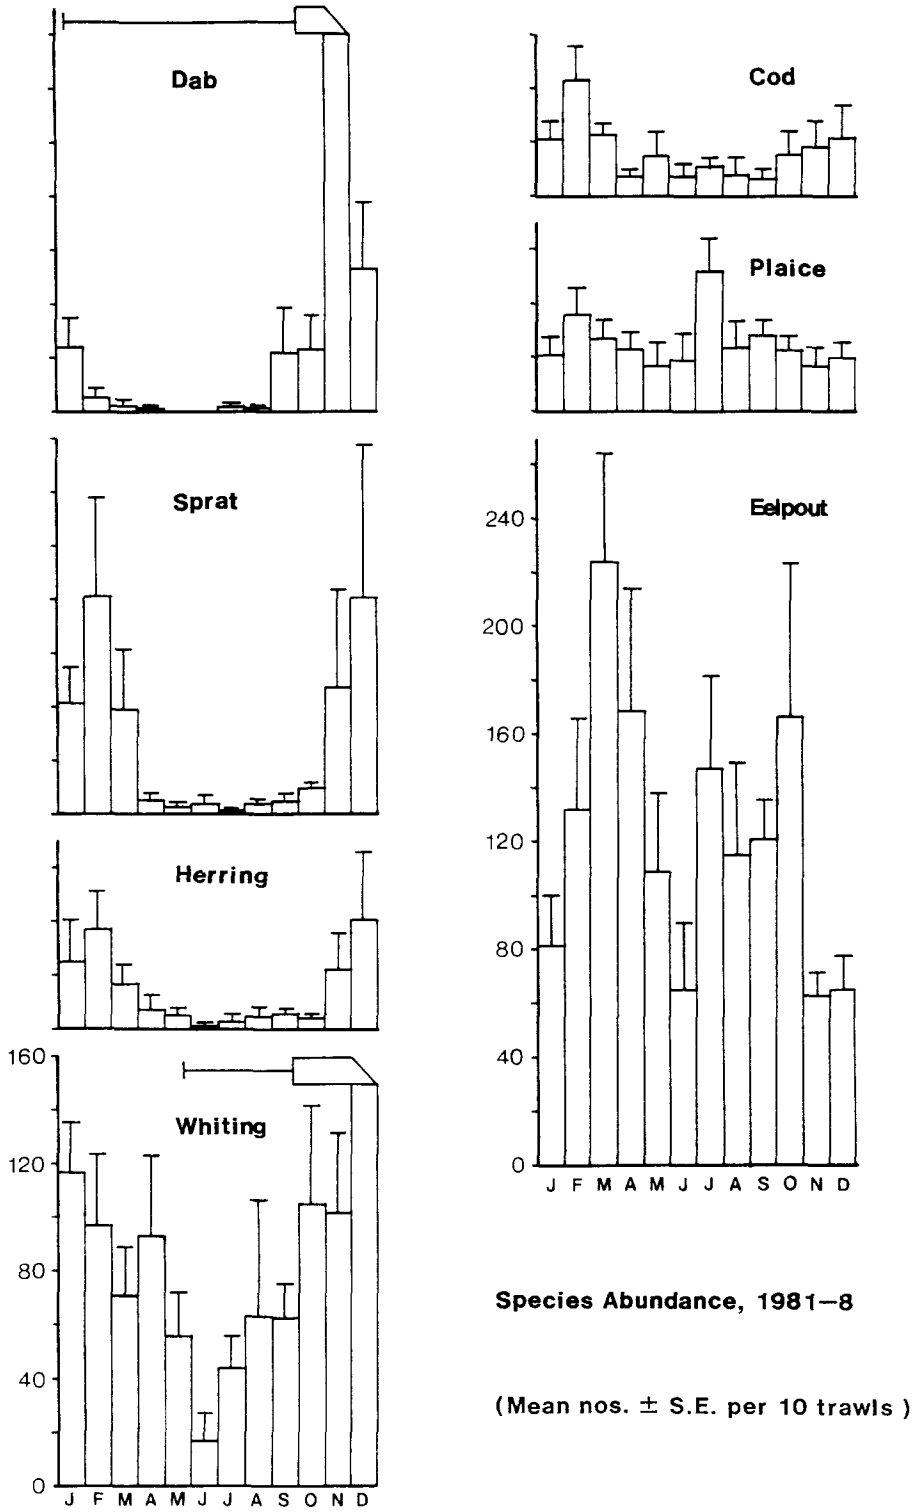 Dab
Sprat
Herring
160
Whiting
120
80
40
0
J F M A M J J A S O N D
Cod
Plaice
Eelpout
240
200
160
120
80
40
0
J F M A M J J A S O N D
Species Abundance, 1981–8
(Mean nos. ± S.E. per 10 trawls )